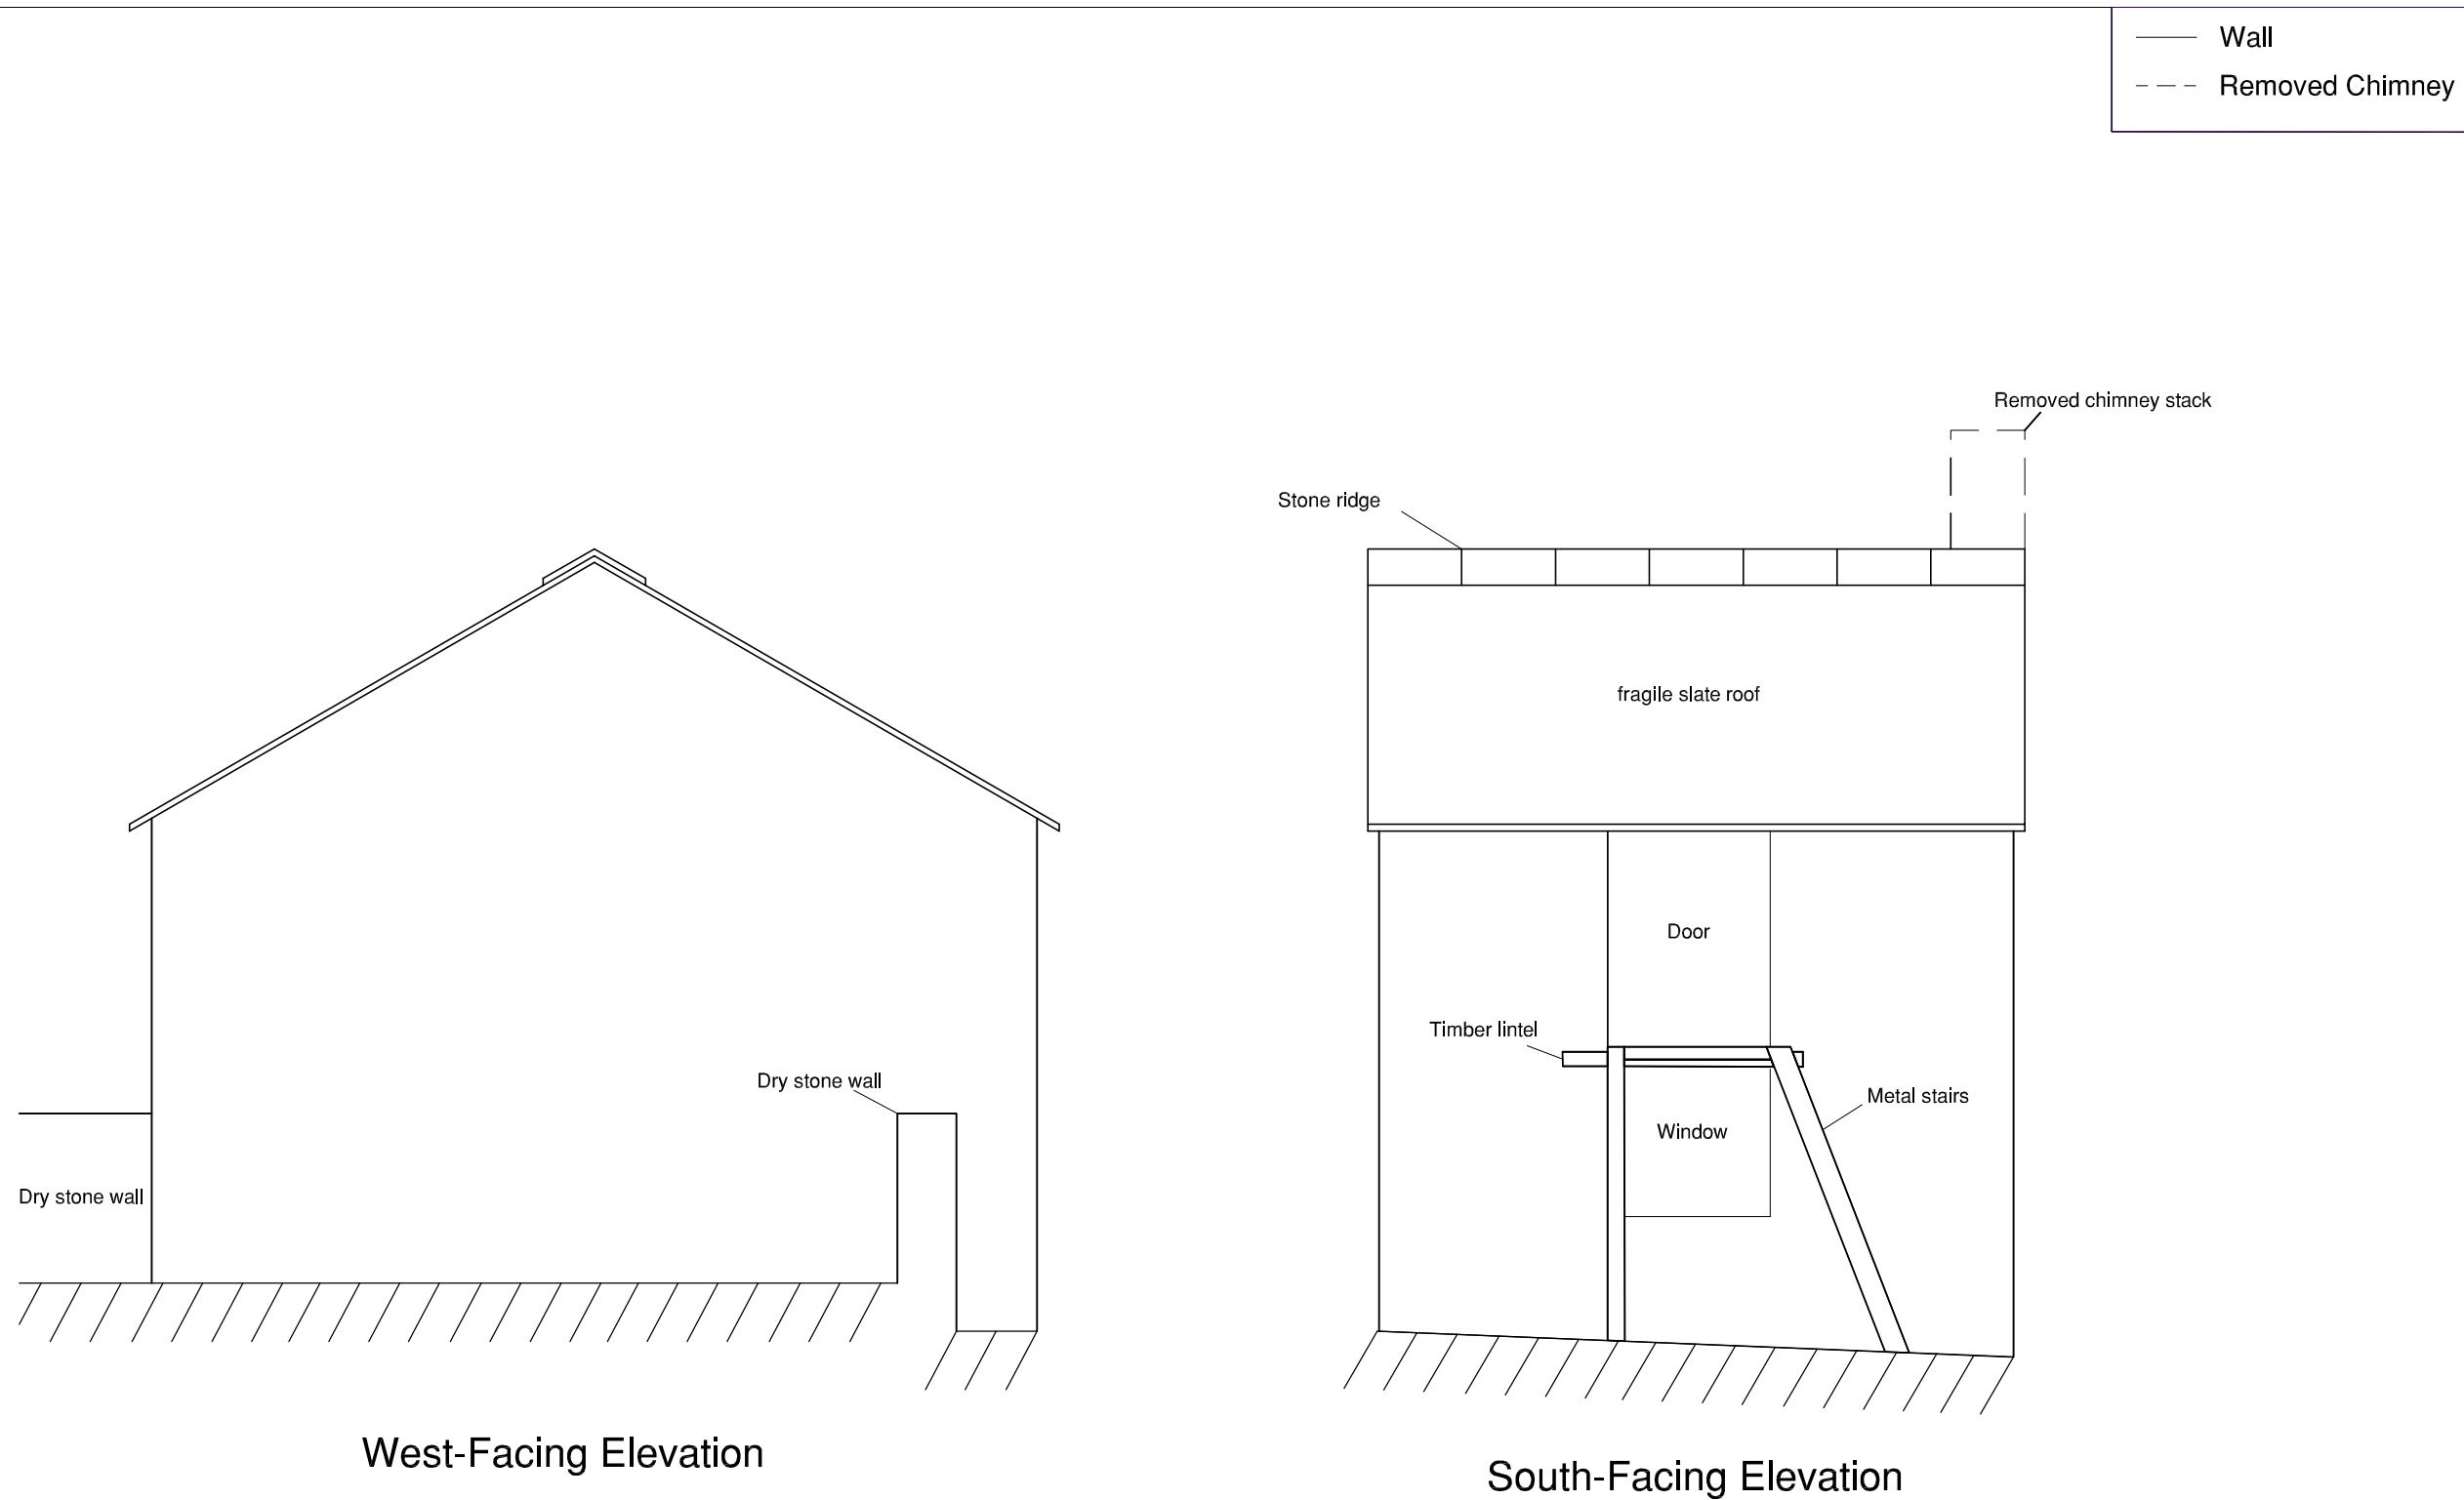 Wall
Removed Chimney
Removed chimney stack
Stone ridge
fragile slate roof
Door
Timber lintel
Dry stone wall
Metal stairs
Window
Dry stone wall
West-Facing Elevation
South-Facing Elevation